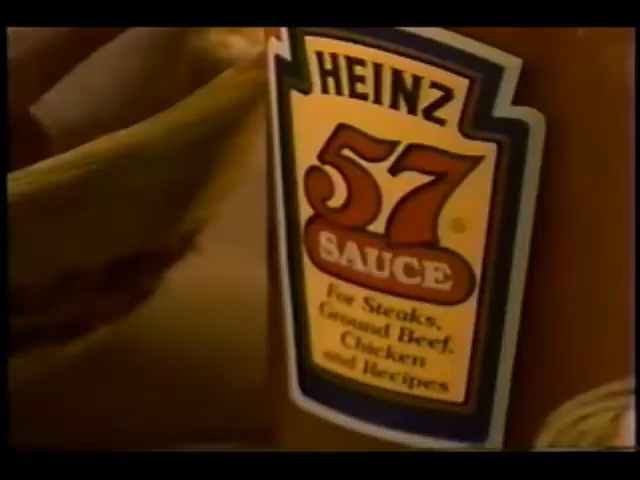 HEINZ
57
SAUCE
For Steaks,
Ground Beef,
Chicken
and Recipes